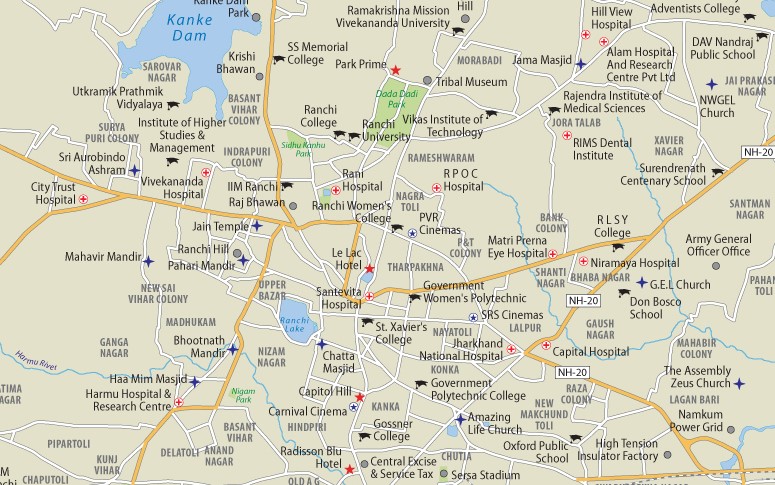 Kanke
Dam
Kanke Dam
Park
Ramakrishna Mission
Vivekananda University
Hill
Hill View
Hospital
Adventists College
DAV Nandraj
Public School
Krishi
Bhawan
SS Memorial
College
Park Prime
MORABADI
Jama Masjid
Alam Hospital
And Research
Centre Pvt Ltd
SAROVAR
NAGAR
Tribal Museum
JAI PRAKASH
NAGAR
Utkramik Prathmik
Vidyalaya
BASANT
VIHAR
COLONY
Dada Dadi
Park
Rajendra Institute of
Medical Sciences
NWGEL
Church
Ranchi
College
Ranchi
University
Vikas Institute of
Technology
JORA TALAB
SURYA
PURI COLONY
Institute of Higher
Studies &
Management
RIMS Dental
Institute
XAVIER
NAGAR
NH-20
Sidhu Kanhu
Park
INDRAPURI
COLONY
RAMESHWARAM
Sri Aurobindo
Ashram
Surendrenath
Centenary School
City Trust
Hospital
Vivekananda
Hospital
IIM Ranchi
Raj Bhawan
Rani
Hospital
R P O C
Hospital
NAGRA
TOLI
Ranchi Women's
College
SANTMAN
NAGAR
Jain Temple
PVR
Cinemas
BANK
COLONY
R L S Y
College
P&T
COLONY
Matri Prerna
Eye Hospital
Army General
Officer Office
Ranchi Hill
Pahari Mandir
Mahavir Mandir
Le Lac
Hotel
THARPAKHNA
Niramaya Hospital
SHANTI
NAGAR
BHABA NAGAR
G.E.L Church
PAHAN
TOLI
NEW SAI
VIHAR COLONY
UPPER
BAZAR
Santevita
Hospital
Government
Women's Polytechnic
NH-20
Don Bosco
School
MADHUKAM
Ranchi
Lake
St. Xavier's
College
SRS Cinemas
NAYATOLI
LALPUR
GAUSH
NAGAR
GANGA
NAGAR
Bhootnath
Mandir
Jharkhand
National Hospital
Capital Hospital
MAHABIR
COLONY
Harmu River
NIZAM
NAGAR
Chatta
Masjid
KONKA
NH-20
The Assembly
Zeus Church
Haa Mim Masjid
Harmu Hospital &
Research Centre
Nigam
Park
Capitol Hill
Government
Polytechnic College
RAZA
COLONY
LAGAN BARI
Carnival Cinema
KANKA
NEW
MAKCHUND
TOLI
Namkum
Power Grid
BASANT
VIHAR
HINDPIRI
Gossner
College
Amazing
Life Church
PIPARTOLI
DELATOLI
ANAND
NAGAR
Radisson Blu
Hotel
CHUTIA
Oxford Public
School
High Tension
Insulator Factory
KUNJ
VIHAR
Central Excise
& Service Tax
Sersa Stadium
CHAPUTOLI